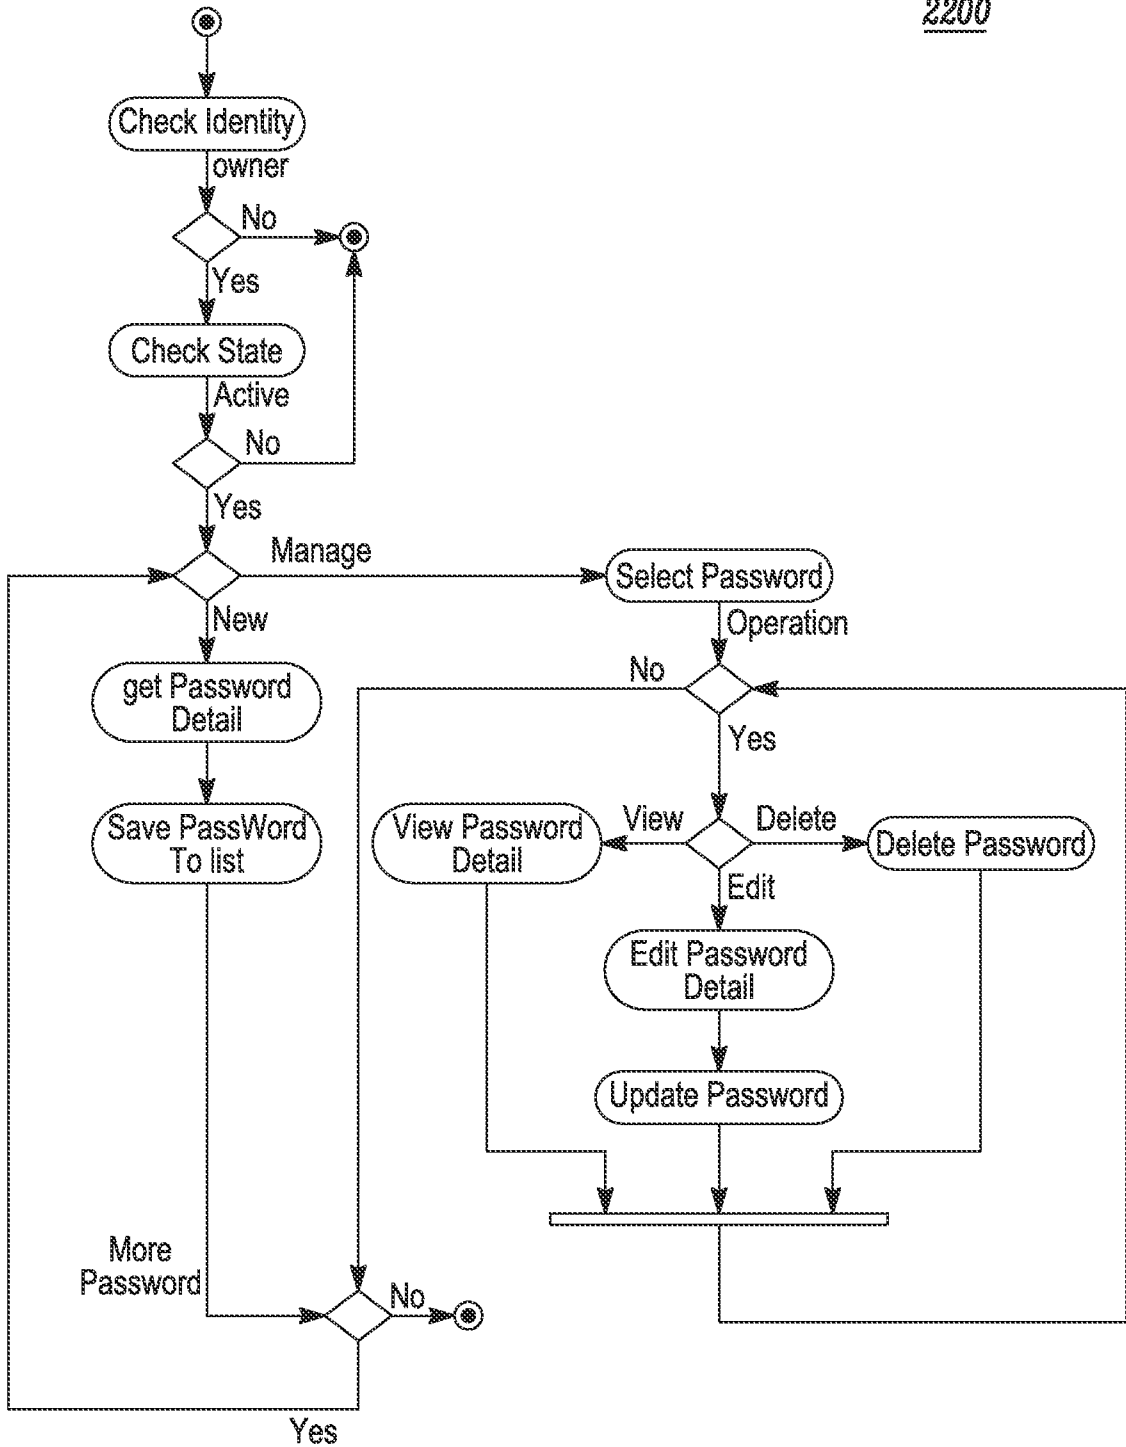 2200
Check Identity
owner
No
Yes
Check State
Active
No
Yes
Manage
Select Password
New
Operation
get Password
Detail
No
Yes
Save PassWord
To list
View Password
Detail
View
Delete
Delete Password
Edit
Edit Password
Detail
Update Password
More
Password
No
Yes